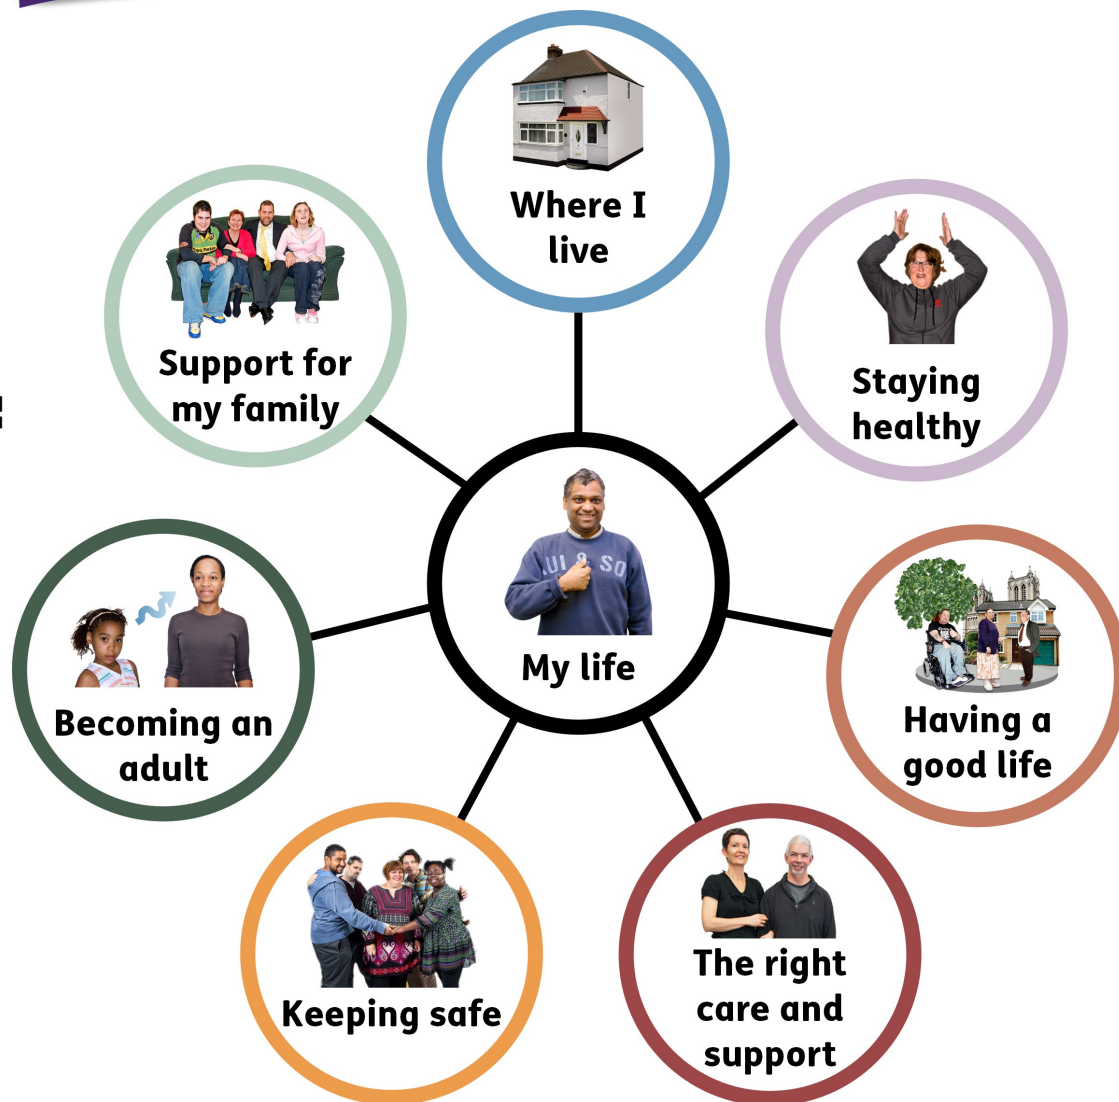 Where I
live
Support for
my family
Staying
healthy
My life
Becoming an
adult
Having a
good life
Keeping safe
The right
care and
support